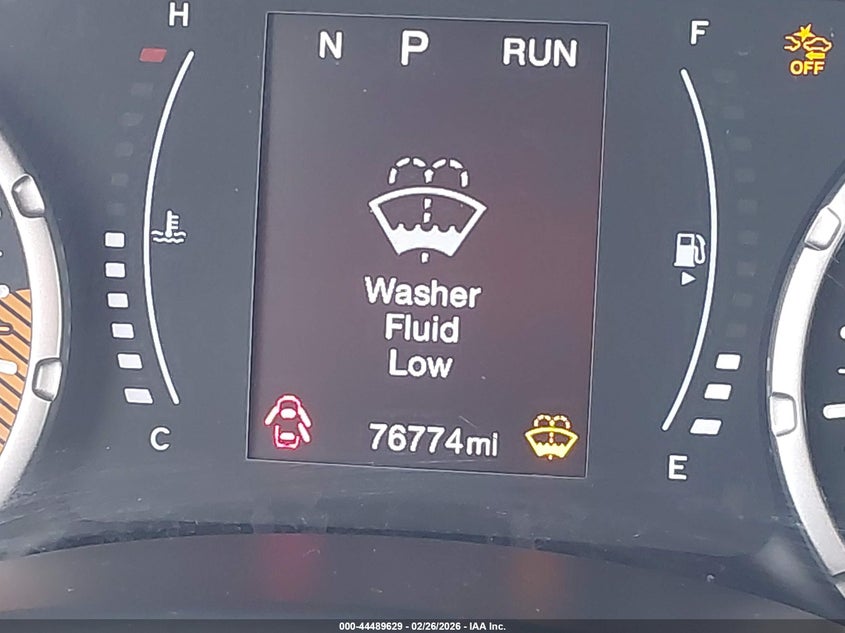 H
F
N P RUN
OFF
Washer
Fluid
Low
C
76774mi
E
000-44489629 - 02/26/2026 - IAA Inc.